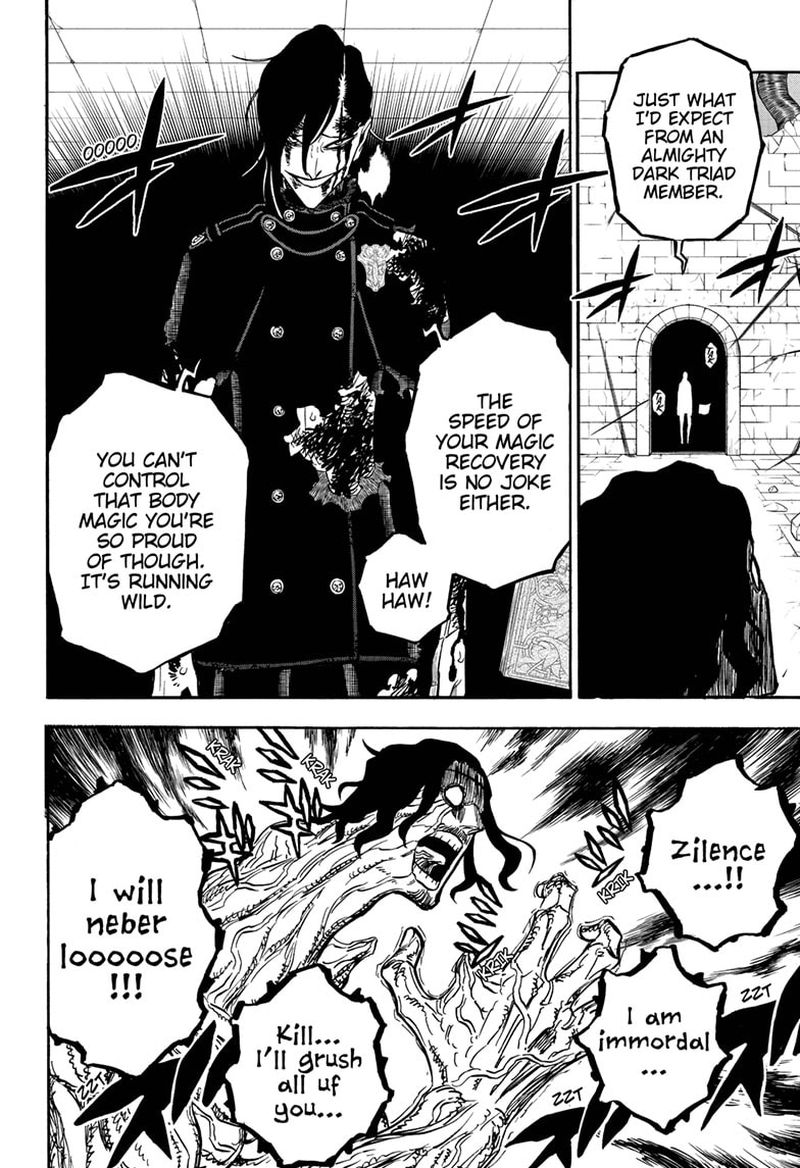 JUST WHAT
I'D EXPECT
FROM AN
ALMIGHTY
DARK TRIAD
MEMBER.
TAK
TAK
OOOOO
THE
SPEED OF
YOUR MAGIC
RECOVERY
IS NO JOKE
EITHER.
YOU CAN'T
CONTROL
THAT BODY
MAGIC YOU'RE
SO PROUD
OF THOUGH.
IT'S RUNNING
WILD.
HAW
HAW!
Zilence
...!!
KRIK
KRIK
KRAK
KRAK
I am
immordal
...
ZZT
ZZT
Kill...
I'll grush
all uf
you...
I will
neber
looooose
!!!
ZZT